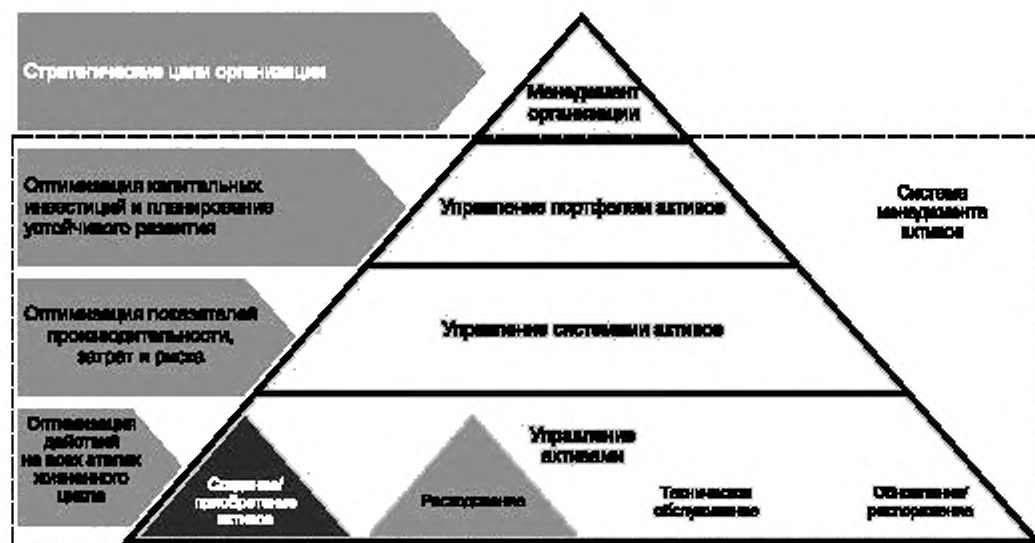 Стратегические цели организации
Менеджмент
организации
Оптимизация капитальных
инвестиций и планирование
устойчивого развития
Управление портфелем активов
Система
менеджмента
активов
Оптимизация показателей
производительности,
затрат и риска
Управление системами активов
Оптимизация
действий
на всех этапах
жизненного
цикла
Управление
активами
Создание/
приобретение
активов
Расходование
Техническое
обслуживание
Обновление/
распоряжение